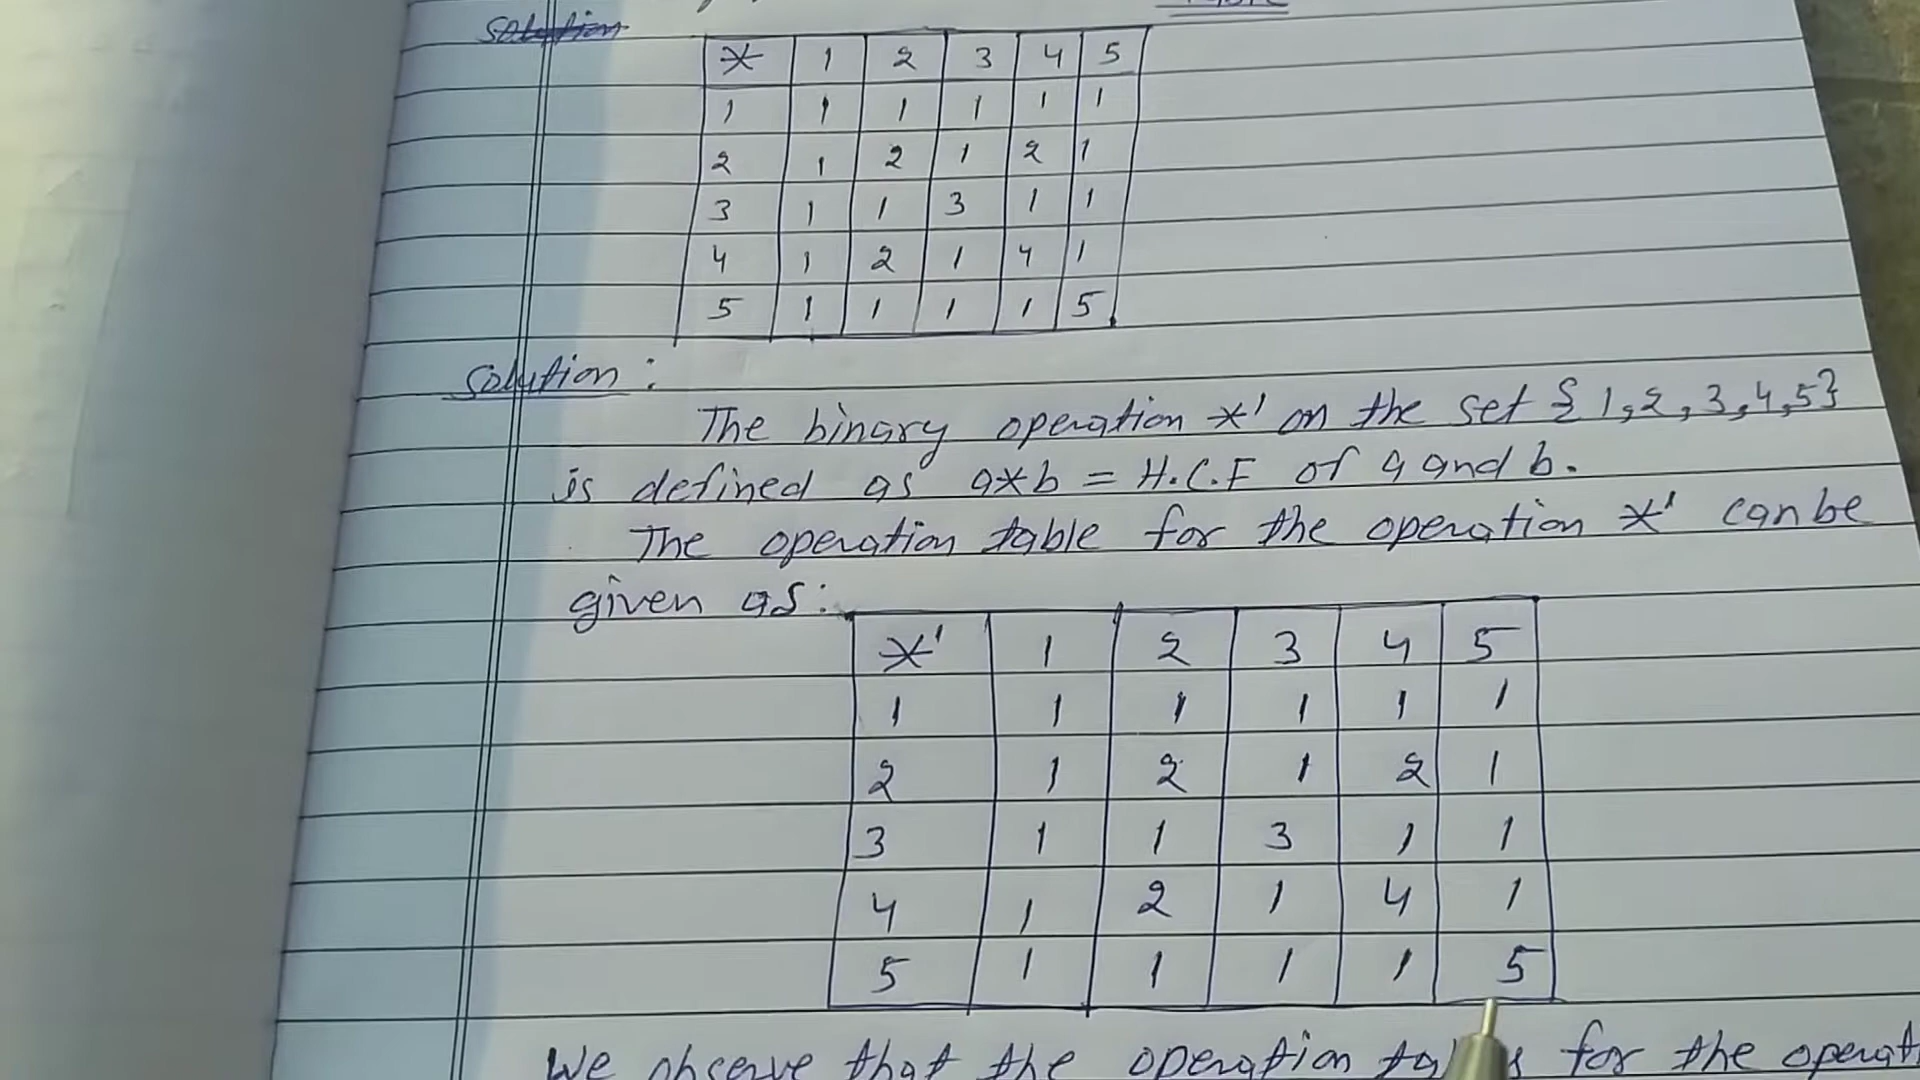 Solution
* 1 2 3 4 5
1 1 1 1 1 1
2 1 2 1 2 1
3 1 1 3 1 1
4 1 2 1 4 1
5 1 1 1 1 5
Solution :
The binary operation *' on the set { 1,2,3,4,5}
is defined as a*b = H.C.F of a and b.
The operation table for the operation *' can be
given as:
*' 1 2 3 4 5
1 1 1 1 1 1
2 1 2 1 2 1
3 1 1 3 1 1
4 1 2 1 4 1
5 1 1 1 1 5
We observe that the operation for the